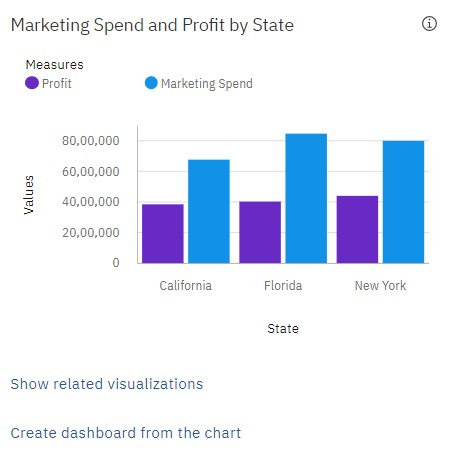 Marketing Spend and Profit by State
Measures
Profit Marketing Spend
Values
80,00,000
60,00,000
40,00,000
20,00,000
0
California Florida New York
State
Show related visualizations
Create dashboard from the chart